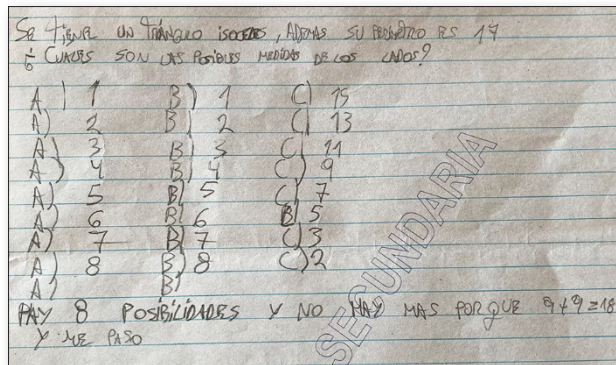 SE TIENE UN TRIÁNGULO ISOCELES, ADEMAS SU PERÍMETRO ES 17
¿ CUALES SON LAS POSIBLES MEDIDAS DE LOS LADOS?
A) 1 B) 1 C) 15
A) 2 B) 2 C) 13
A) 3 B) 3 C) 11
A) 4 B) 4 C) 9
A) 5 B) 5 C) 7
A) 6 B) 6 B) 5
A) 7 B) 7 C) 3
A) 8 B) 8 C) 2
A) B)
HAY 8 POSIBILIDADES Y NO HAY MAS PORQUE 9+9=18
Y ME PASO
SECUNDARIA